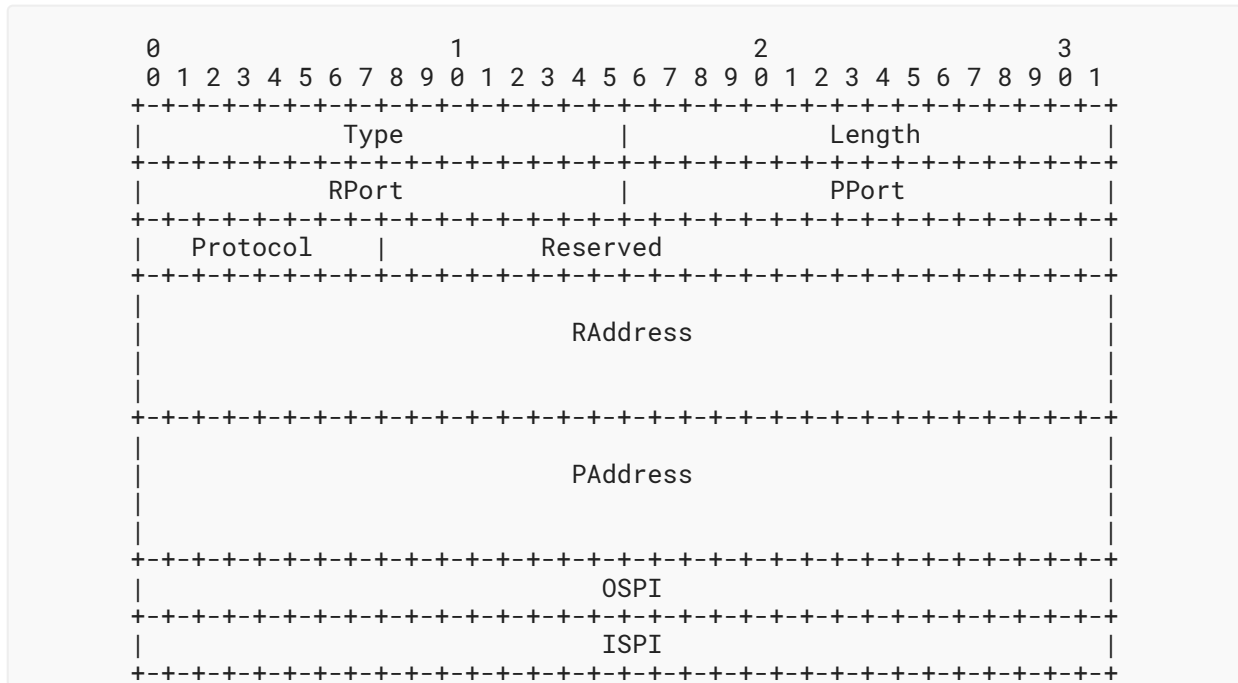 0                   1                   2                   3
 0 1 2 3 4 5 6 7 8 9 0 1 2 3 4 5 6 7 8 9 0 1 2 3 4 5 6 7 8 9 0 1
+-+-+-+-+-+-+-+-+-+-+-+-+-+-+-+-+-+-+-+-+-+-+-+-+-+-+-+-+-+-+-+-+
|             Type              |             Length            |
+-+-+-+-+-+-+-+-+-+-+-+-+-+-+-+-+-+-+-+-+-+-+-+-+-+-+-+-+-+-+-+-+
|            RPort              |             PPort             |
+-+-+-+-+-+-+-+-+-+-+-+-+-+-+-+-+-+-+-+-+-+-+-+-+-+-+-+-+-+-+-+-+
|   Protocol    |          Reserved                             |
+-+-+-+-+-+-+-+-+-+-+-+-+-+-+-+-+-+-+-+-+-+-+-+-+-+-+-+-+-+-+-+-+
|                                                               |
|                            RAddress                           |
|                                                               |
|                                                               |
+-+-+-+-+-+-+-+-+-+-+-+-+-+-+-+-+-+-+-+-+-+-+-+-+-+-+-+-+-+-+-+-+
|                                                               |
|                            PAddress                           |
|                                                               |
|                                                               |
+-+-+-+-+-+-+-+-+-+-+-+-+-+-+-+-+-+-+-+-+-+-+-+-+-+-+-+-+-+-+-+-+
|                              OSPI                             |
+-+-+-+-+-+-+-+-+-+-+-+-+-+-+-+-+-+-+-+-+-+-+-+-+-+-+-+-+-+-+-+-+
|                              ISPI                             |
+-+-+-+-+-+-+-+-+-+-+-+-+-+-+-+-+-+-+-+-+-+-+-+-+-+-+-+-+-+-+-+-+